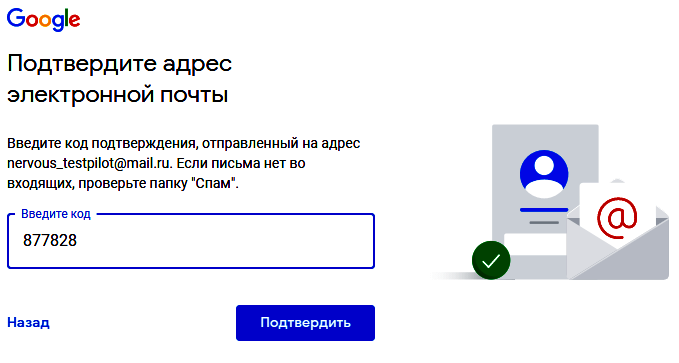 Google
Подтвердите адрес
электронной почты
Введите код подтверждения, отправленный на адрес
nervous_testpilot@mail.ru. Если письма нет во
входящих, проверьте папку "Спам".
Введите код
877828
@
Назад
Подтвердить